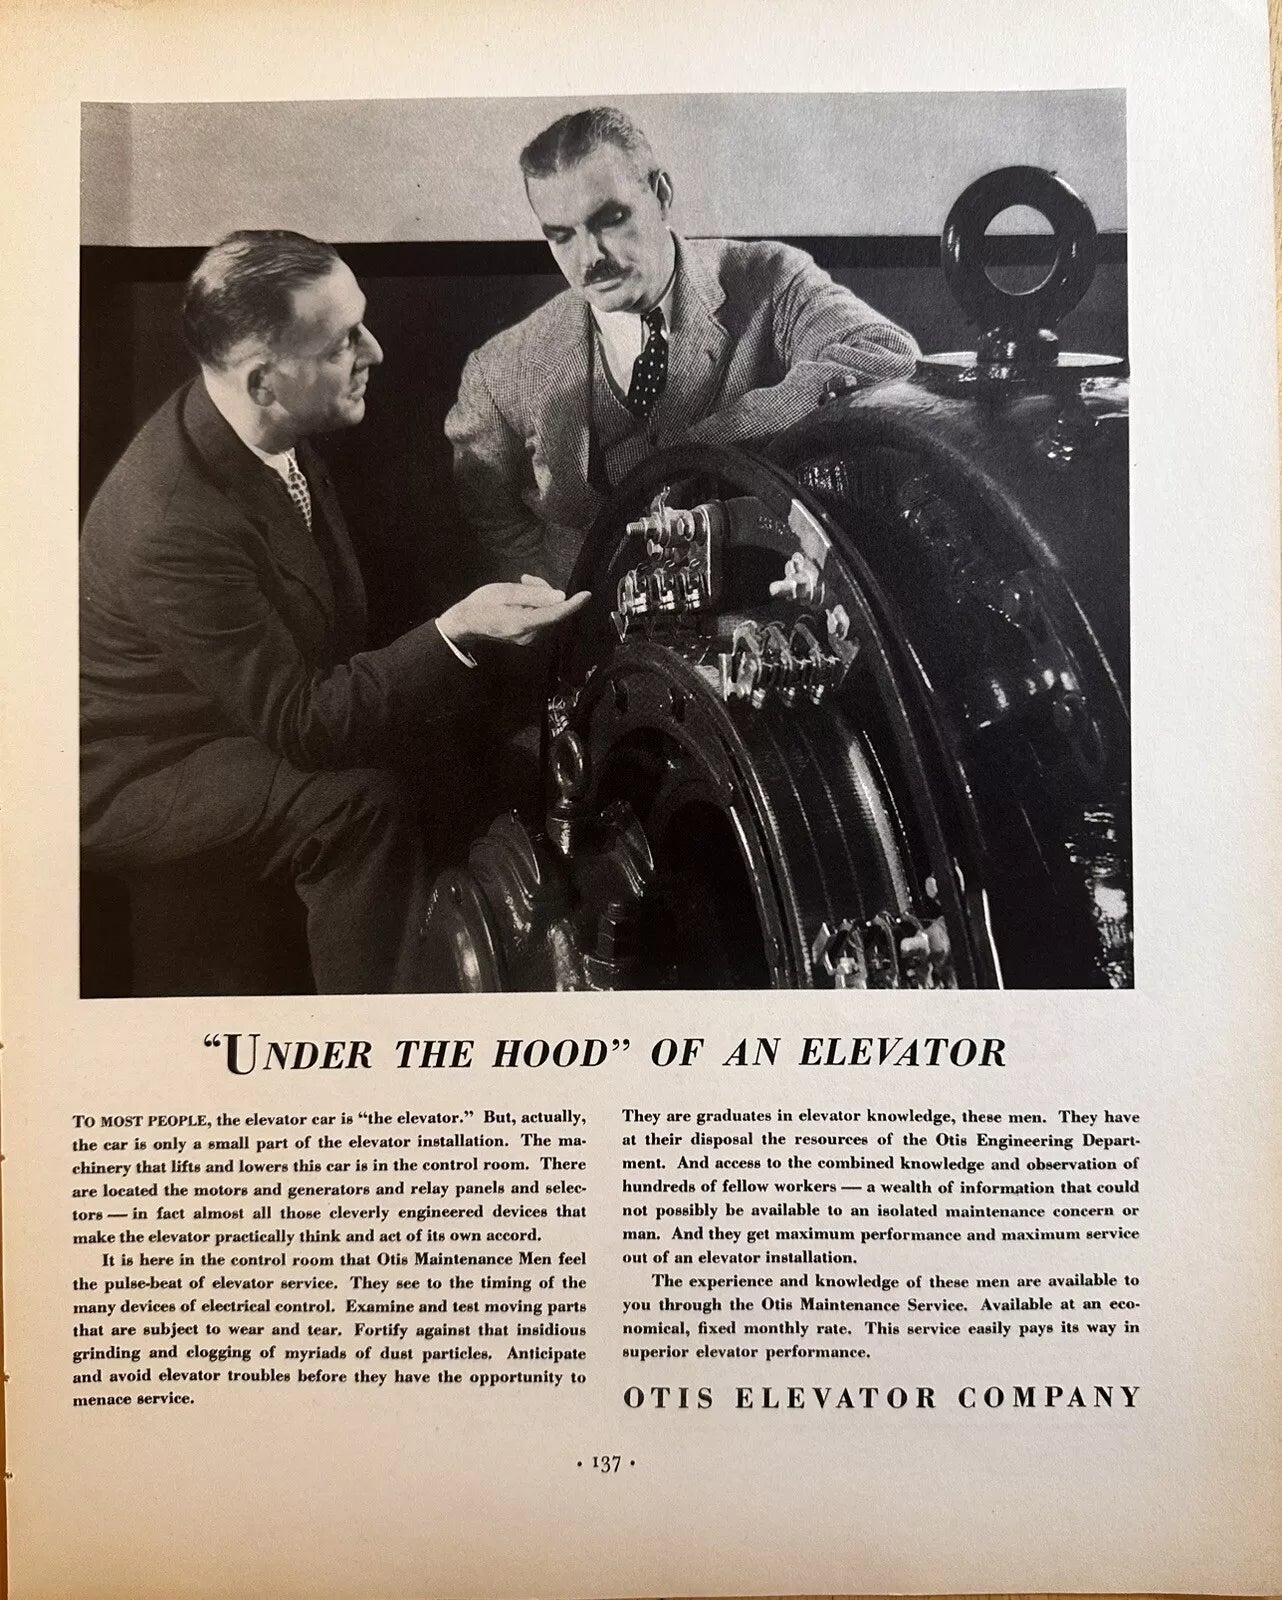 “UNDER THE HOOD” OF AN ELEVATOR
TO MOST PEOPLE, the elevator car is “the elevator.” But, actually,
the car is only a small part of the elevator installation. The ma-
chinery that lifts and lowers this car is in the control room. There
are located the motors and generators and relay panels and selec-
tors — in fact almost all those cleverly engineered devices that
make the elevator practically think and act of its own accord.
It is here in the control room that Otis Maintenance Men feel
the pulse-beat of elevator service. They see to the timing of the
many devices of electrical control. Examine and test moving parts
that are subject to wear and tear. Fortify against that insidious
grinding and clogging of myriads of dust particles. Anticipate
and avoid elevator troubles before they have the opportunity to
menace service.
They are graduates in elevator knowledge, these men. They have
at their disposal the resources of the Otis Engineering Depart-
ment. And access to the combined knowledge and observation of
hundreds of fellow workers — a wealth of information that could
not possibly be available to an isolated maintenance concern or
man. And they get maximum performance and maximum service
out of an elevator installation.
The experience and knowledge of these men are available to
you through the Otis Maintenance Service. Available at an eco-
nomical, fixed monthly rate. This service easily pays its way in
superior elevator performance.
OTIS ELEVATOR COMPANY
• 137 •